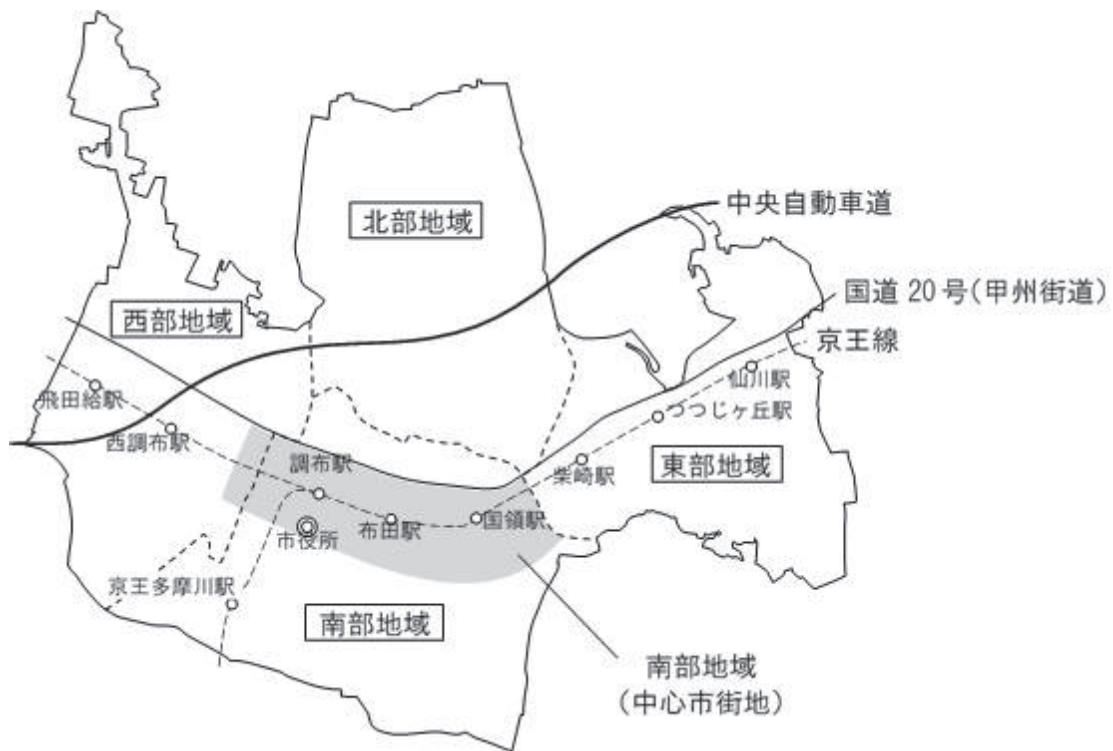 中央自動車道
北部地域
国道 20 号(甲州街道)
西部地域
京王線
仙川駅
飛田給駅
つつじヶ丘駅
西調布駅
調布駅
柴崎駅
東部地域
布田駅
国領駅
市役所
京王多摩川駅
南部地域
南部地域
(中心市街地)